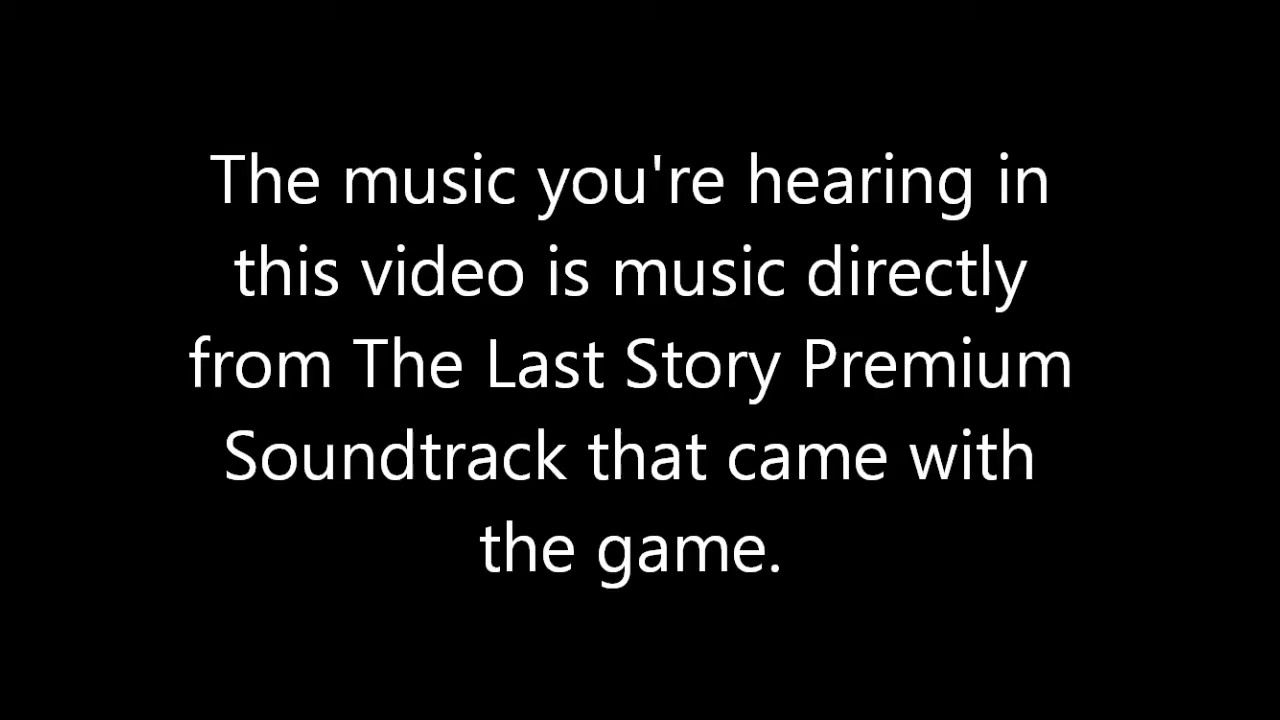 The music you're hearing in
this video is music directly
from The Last Story Premium
Soundtrack that came with
the game.